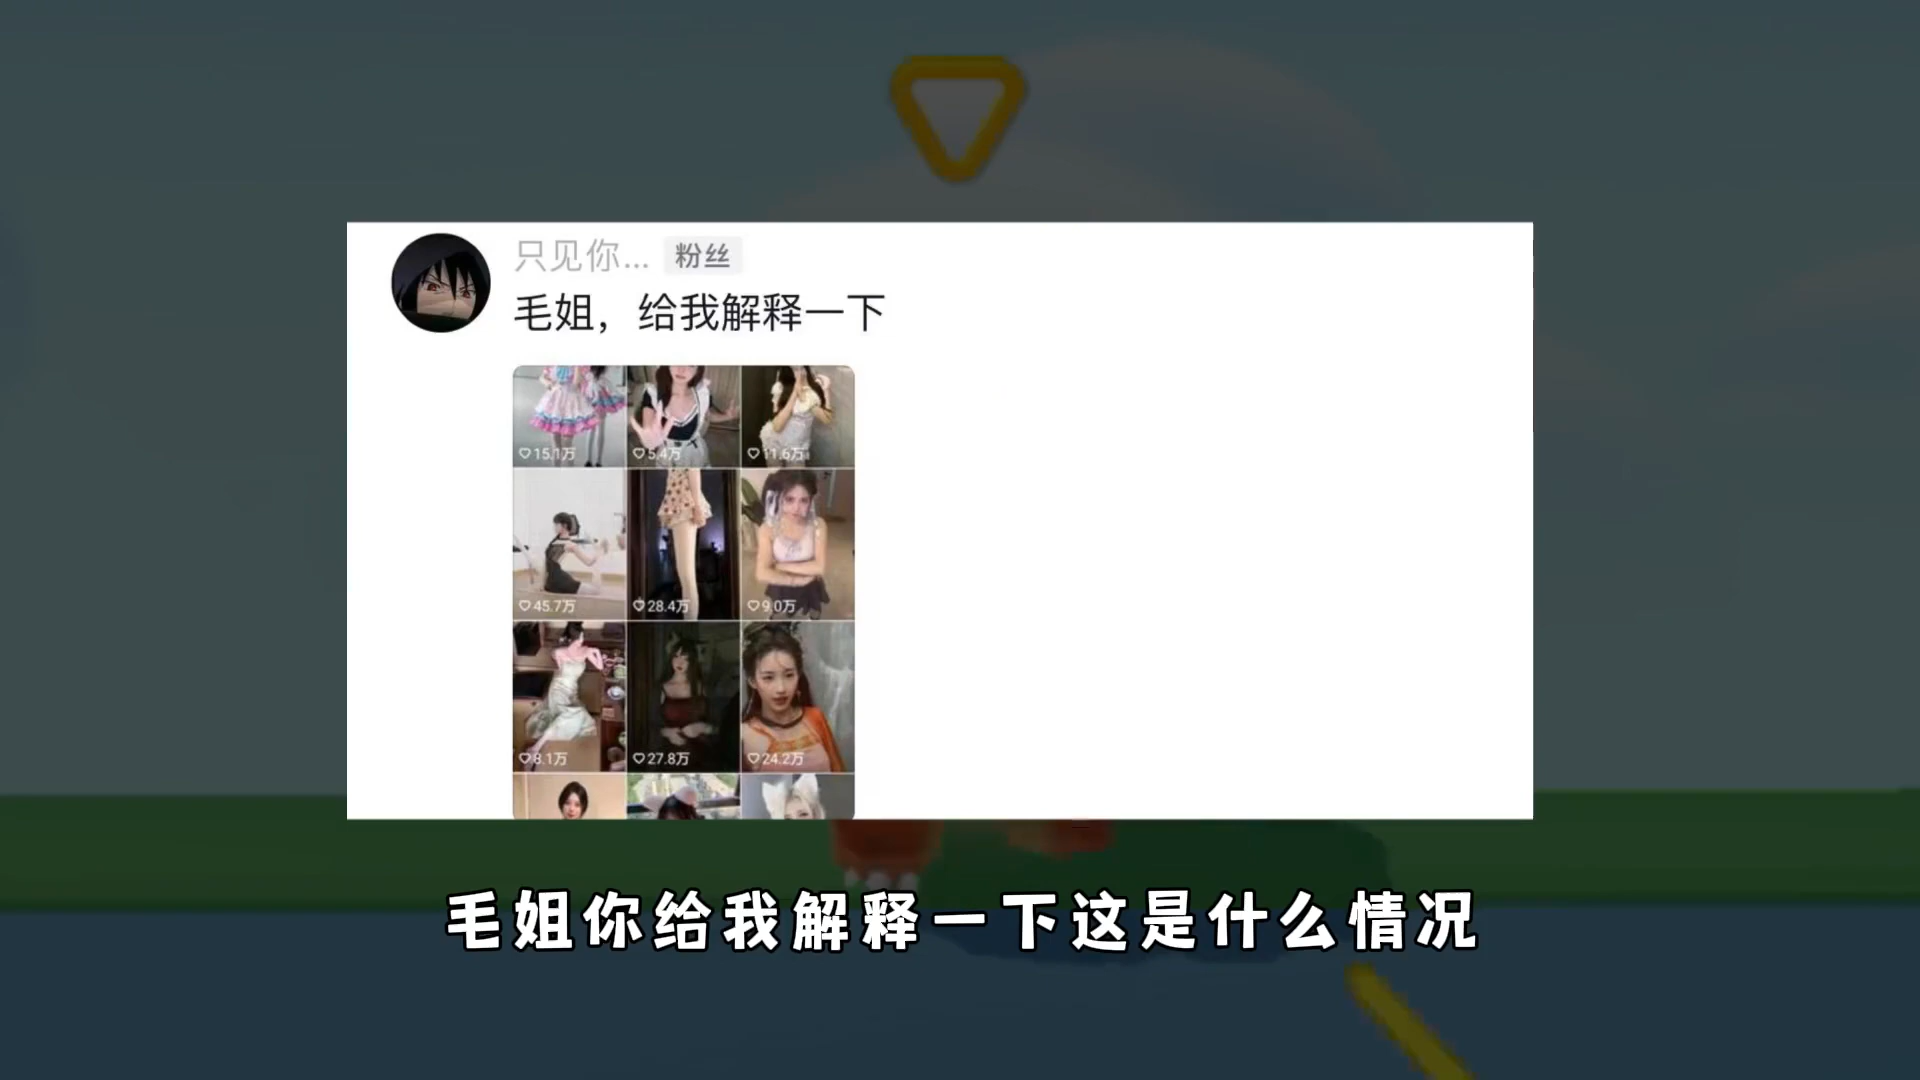 只见你... 粉丝
毛姐，给我解释一下
15.1万 5.4万 11.6万
45.7万 28.4万 9.0万
8.1万 27.8万 24.2万
毛姐你给我解释一下这是什么情况